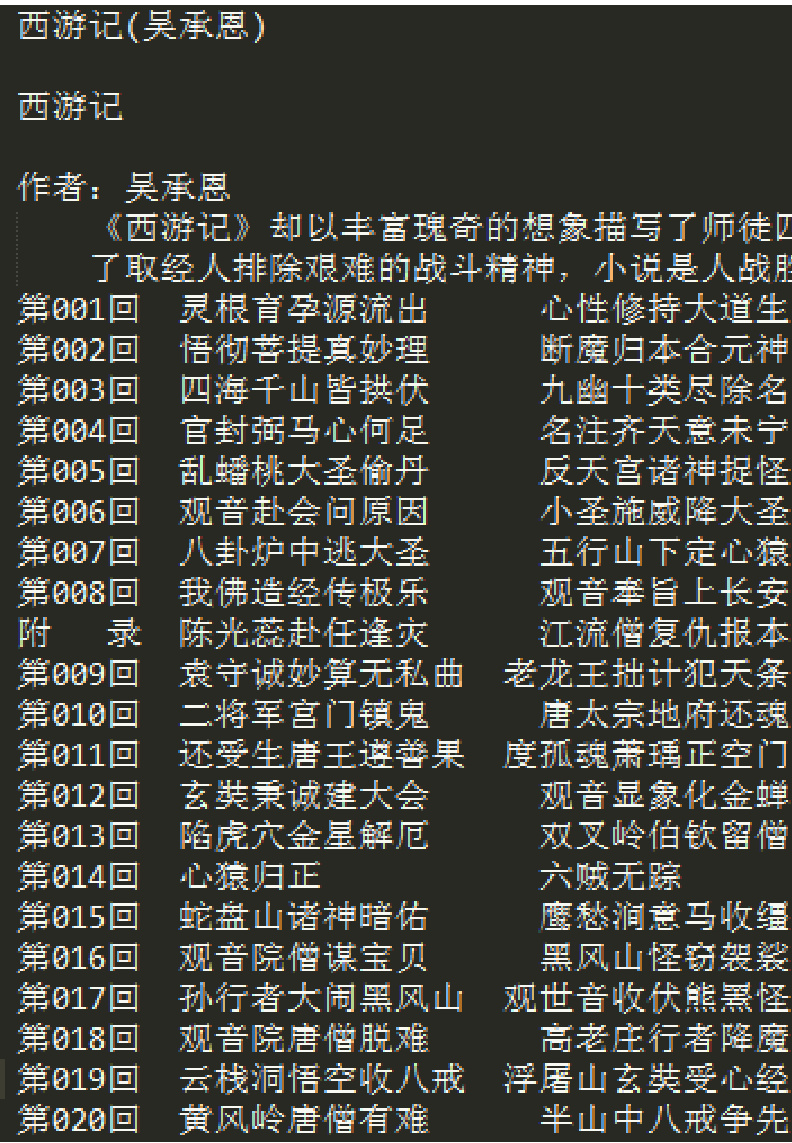 西游记(吴承恩)
西游记
作者: 吴承恩
《西游记》却以丰富瑰奇的想象描写了师徒四
了取经人排除艰难的战斗精神，小说是人战胜
第001回 灵根育孕源流出 心性修持大道生
第002回 悟彻菩提真妙理 断魔归本合元神
第003回 四海千山皆拱伏 九幽十类尽除名
第004回 官封弼马心何足 名注齐天意未宁
第005回 乱蟠桃大圣偷丹 反天宫诸神捉怪
第006回 观音赴会问原因 小圣施威降大圣
第007回 八卦炉中逃大圣 五行山下定心猿
第008回 我佛造经传极乐 观音奉旨上长安
附 录 陈光蕊赴任逢灾 江流僧复仇报本
第009回 袁守诚妙算无私曲 老龙王拙计犯天条
第010回 二将军宫门镇鬼 唐太宗地府还魂
第011回 还受生唐王遵善果 度孤魂萧瑀正空门
第012回 玄奘秉诚建大会 观音显象化金蝉
第013回 陷虎穴金星解厄 双叉岭伯钦留僧
第014回 心猿归正 六贼无踪
第015回 蛇盘山诸神暗佑 鹰愁涧意马收缰
第016回 观音院僧谋宝贝 黑风山怪窃袈裟
第017回 孙行者大闹黑风山 观世音收伏熊罴怪
第018回 观音院唐僧脱难 高老庄行者降魔
第019回 云栈洞悟空收八戒 浮屠山玄奘受心经
第020回 黄风岭唐僧有难 半山中八戒争先